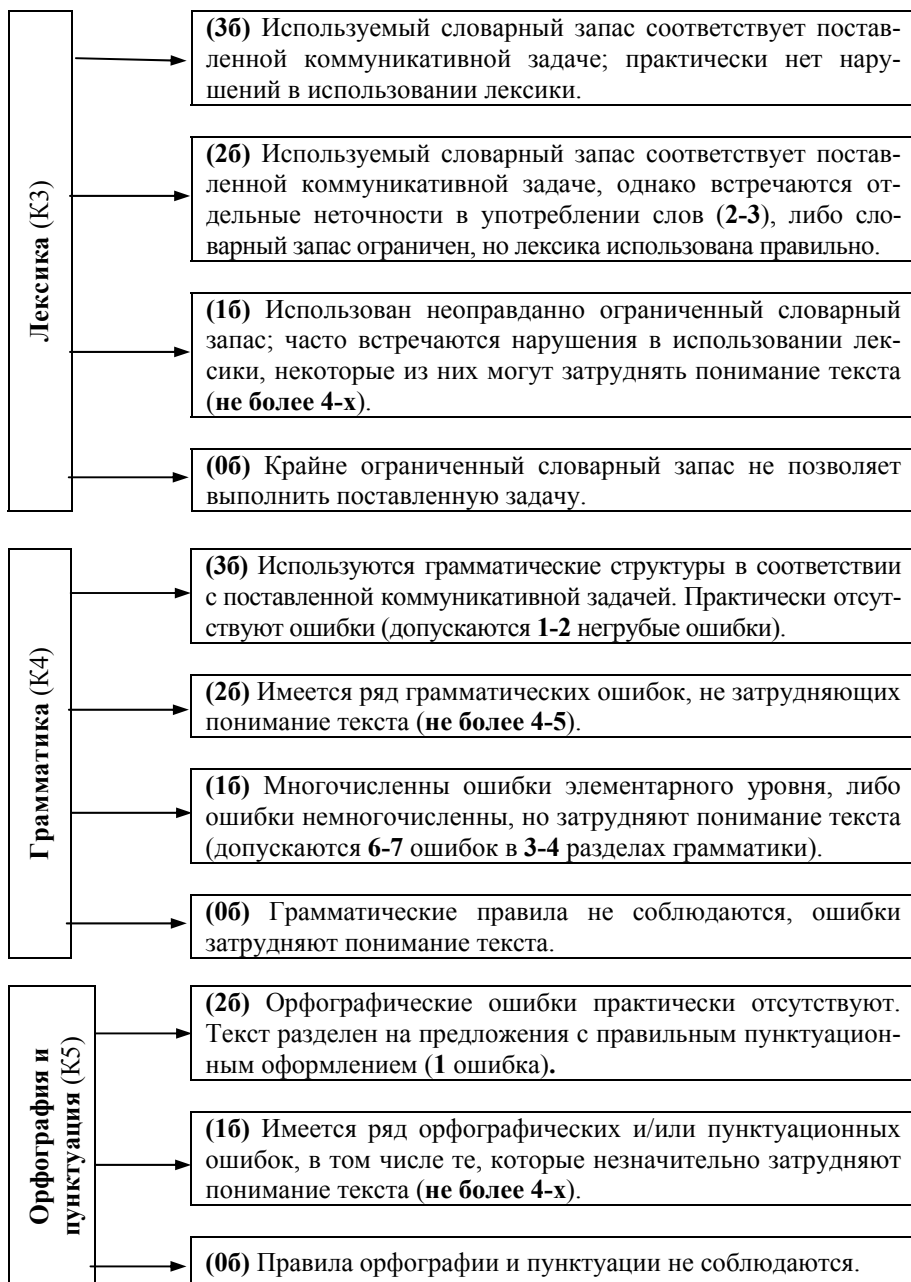 Лексика (К3)
(3б) Используемый словарный запас соответствует постав-
ленной коммуникативной задаче; практически нет нару-
шений в использовании лексики.
(2б) Используемый словарный запас соответствует постав-
ленной коммуникативной задаче, однако встречаются от-
дельные неточности в употреблении слов (2-3), либо сло-
варный запас ограничен, но лексика использована правильно.
(1б) Использован неоправданно ограниченный словарный
запас; часто встречаются нарушения в использовании лек-
сики, некоторые из них могут затруднять понимание текста
(не более 4-х).
(0б) Крайне ограниченный словарный запас не позволяет
выполнить поставленную задачу.
Грамматика (К4)
(3б) Используются грамматические структуры в соответствии
с поставленной коммуникативной задачей. Практически отсут-
ствуют ошибки (допускаются 1-2 негрубые ошибки).
(2б) Имеется ряд грамматических ошибок, не затрудняющих
понимание текста (не более 4-5).
(1б) Многочисленны ошибки элементарного уровня, либо
ошибки немногочисленны, но затрудняют понимание текста
(допускаются 6-7 ошибок в 3-4 разделах грамматики).
(0б) Грамматические правила не соблюдаются, ошибки
затрудняют понимание текста.
Орфография и
пунктуация (К5)
(2б) Орфографические ошибки практически отсутствуют.
Текст разделен на предложения с правильным пунктуацион-
ным оформлением (1 ошибка).
(1б) Имеется ряд орфографических и/или пунктуационных
ошибок, в том числе те, которые незначительно затрудняют
понимание текста (не более 4-х).
(0б) Правила орфографии и пунктуации не соблюдаются.